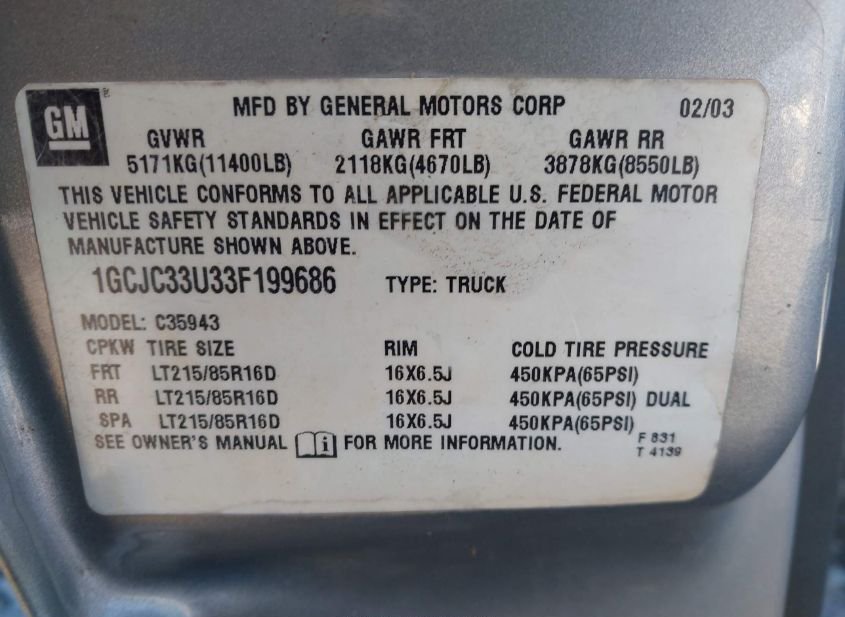 GM
MFD BY GENERAL MOTORS CORP 02/03
GVWR GAWR FRT GAWR RR
5171KG(11400LB) 2118KG(4670LB) 3878KG(8550LB)
THIS VEHICLE CONFORMS TO ALL APPLICABLE U.S. FEDERAL MOTOR
VEHICLE SAFETY STANDARDS IN EFFECT ON THE DATE OF
MANUFACTURE SHOWN ABOVE.
1GCJC33U33F199686 TYPE: TRUCK
MODEL: C35943
CPKW TIRE SIZE RIM COLD TIRE PRESSURE
FRT LT215/85R16D 16X6.5J 450KPA(65PSI)
RR LT215/85R16D 16X6.5J 450KPA(65PSI) DUAL
SPA LT215/85R16D 16X6.5J 450KPA(65PSI)
SEE OWNER'S MANUAL i FOR MORE INFORMATION.
F 831
T 4139